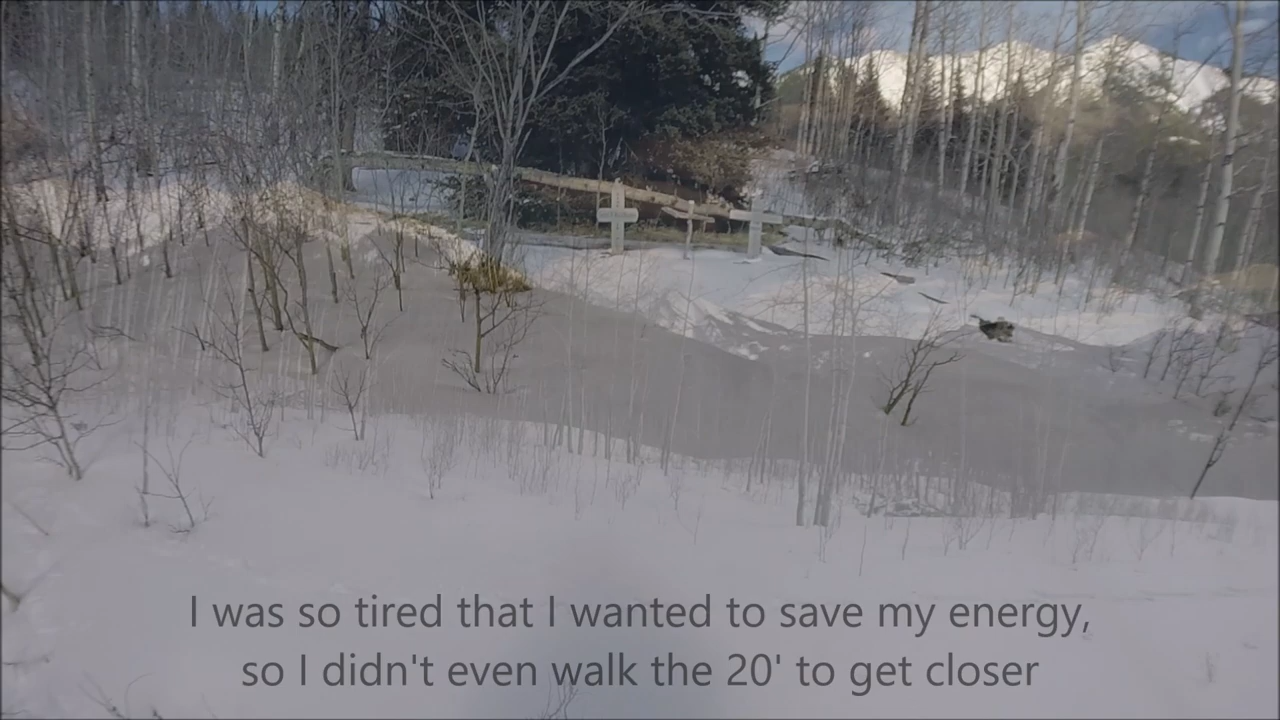 I was so tired that I wanted to save my energy,
so I didn't even walk the 20' to get closer